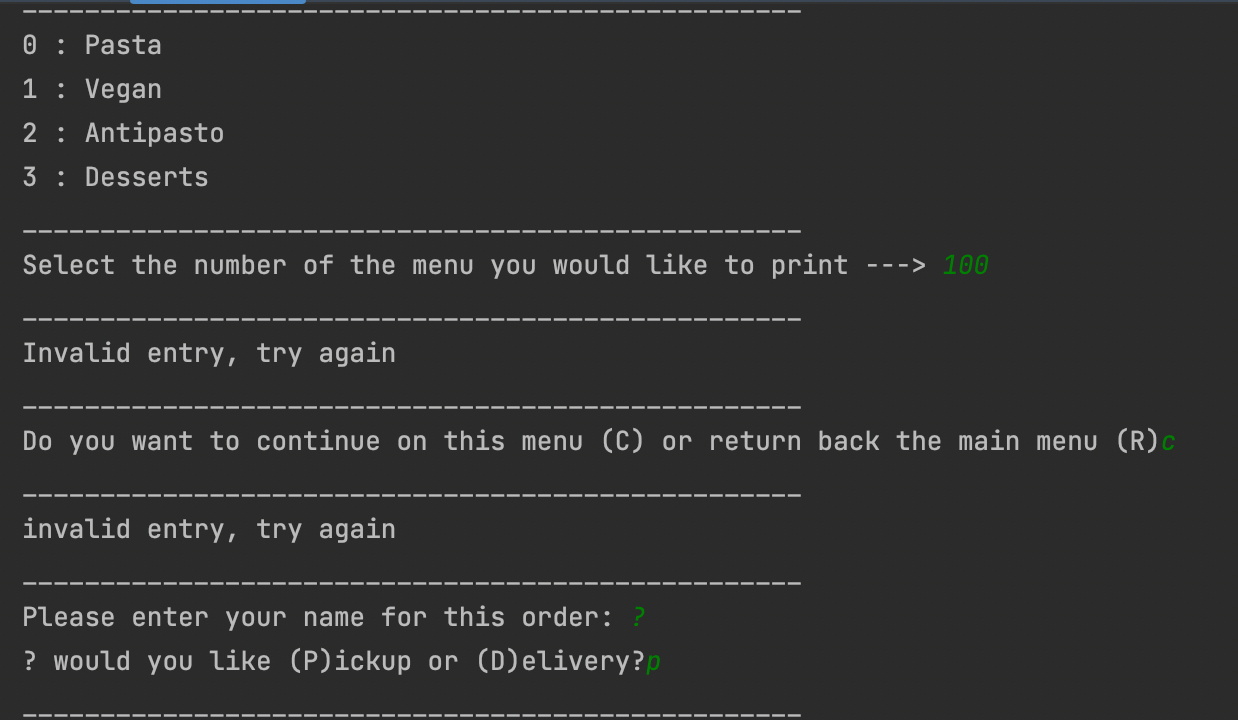 --------------------------------------------------
0 : Pasta
1 : Vegan
2 : Antipasto
3 : Desserts
--------------------------------------------------
Select the number of the menu you would like to print ---> 100
--------------------------------------------------
Invalid entry, try again
--------------------------------------------------
Do you want to continue on this menu (C) or return back the main menu (R)c
--------------------------------------------------
invalid entry, try again
--------------------------------------------------
Please enter your name for this order: ?
? would you like (P)ickup or (D)elivery?p
--------------------------------------------------